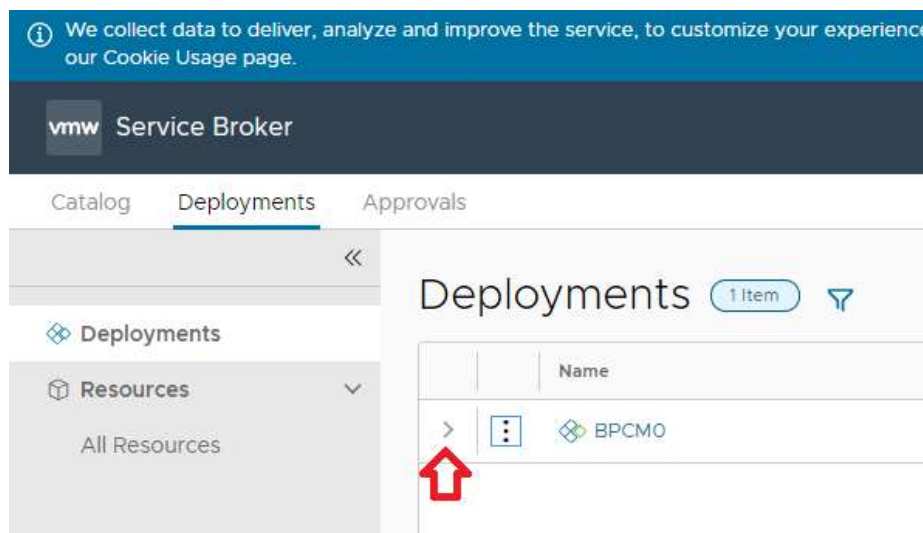 We collect data to deliver, analyze and improve the service, to customize your experience
our Cookie Usage page.
vmw Service Broker
Catalog Deployments Approvals
Deployments 1 Item
Deployments
Resources
All Resources
Name
BPCM0